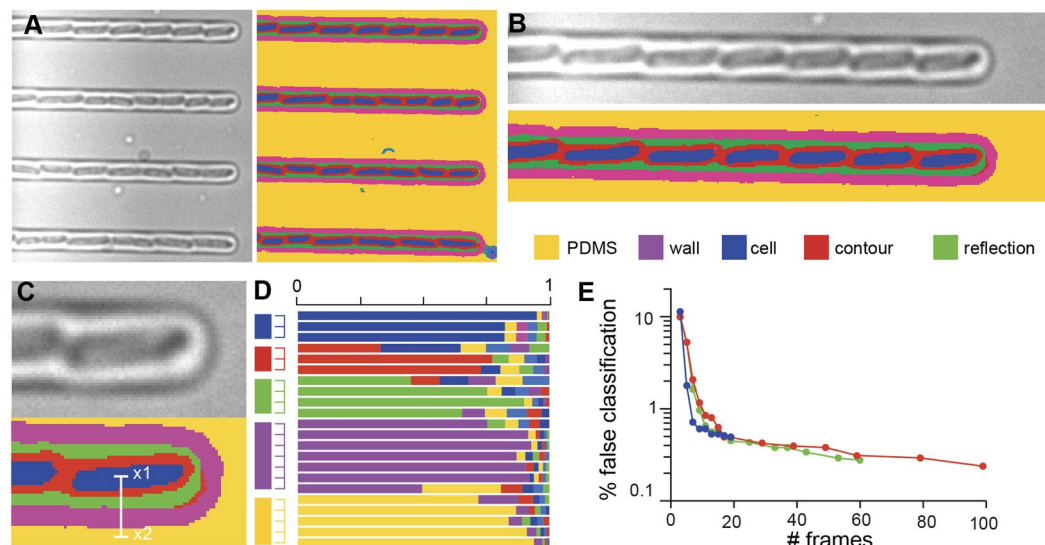 A
B
PDMS wall cell contour reflection
C
x1
x2
D
0 1
E
% false classification
10
1
0.1
0 20 40 60 80 100
# frames